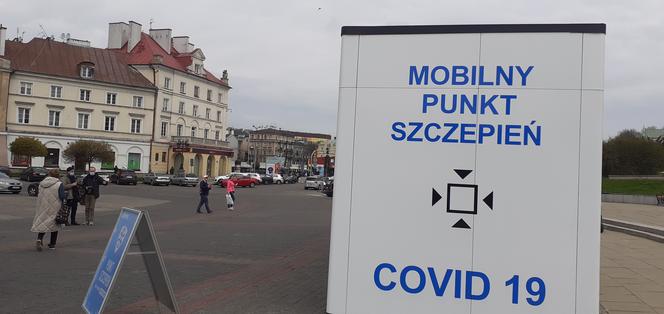 MOBILNY
PUNKT
SZCZEPIEŃ
COVID 19